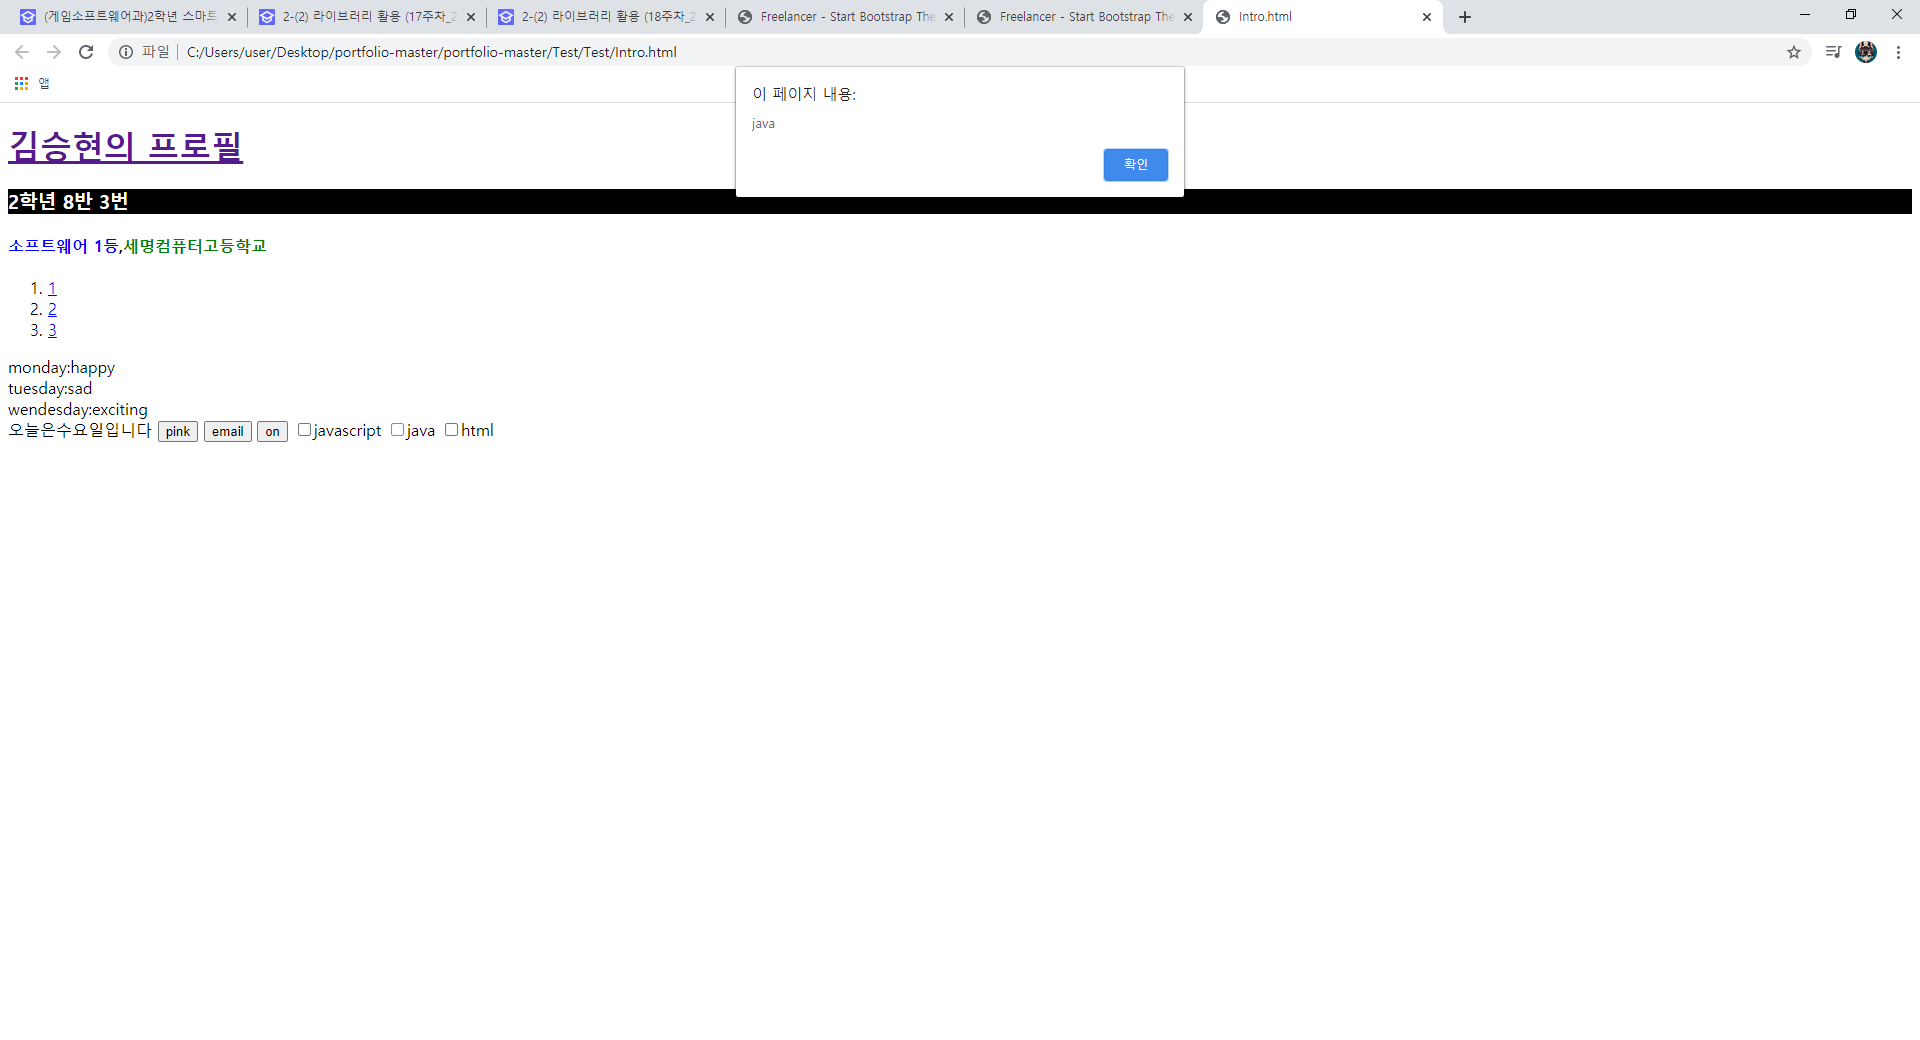 (게임소프트웨어과)2학년 스마트
2-(2) 라이브러리 활용 (17주차_2
2-(2) 라이브러리 활용 (18주차_2
Freelancer - Start Bootstrap The
Freelancer - Start Bootstrap The
Intro.html
파일 C:/Users/user/Desktop/portfolio-master/portfolio-master/Test/Test/Intro.html
앱
이 페이지 내용:
java
확인
김승현의 프로필
2학년 8반 3번
소프트웨어 1등,세명컴퓨터고등학교
1. 1
2. 2
3. 3
monday:happy
tuesday:sad
wendesday:exciting
오늘은수요일입니다 pink email on javascript java html